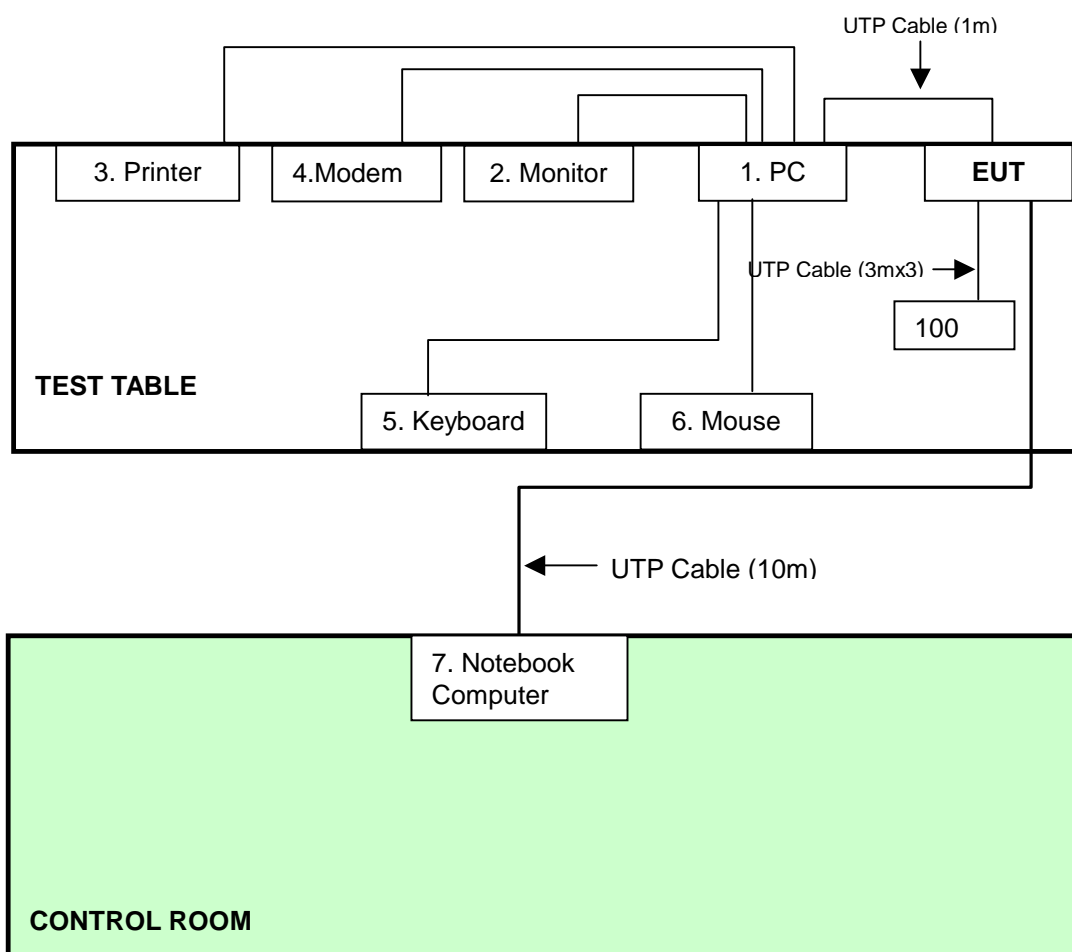 UTP Cable (1m)
3. Printer
4.Modem
2. Monitor
1. PC
EUT
UTP Cable (3mx3)
100
TEST TABLE
5. Keyboard
6. Mouse
UTP Cable (10m)
7. Notebook
Computer
CONTROL ROOM